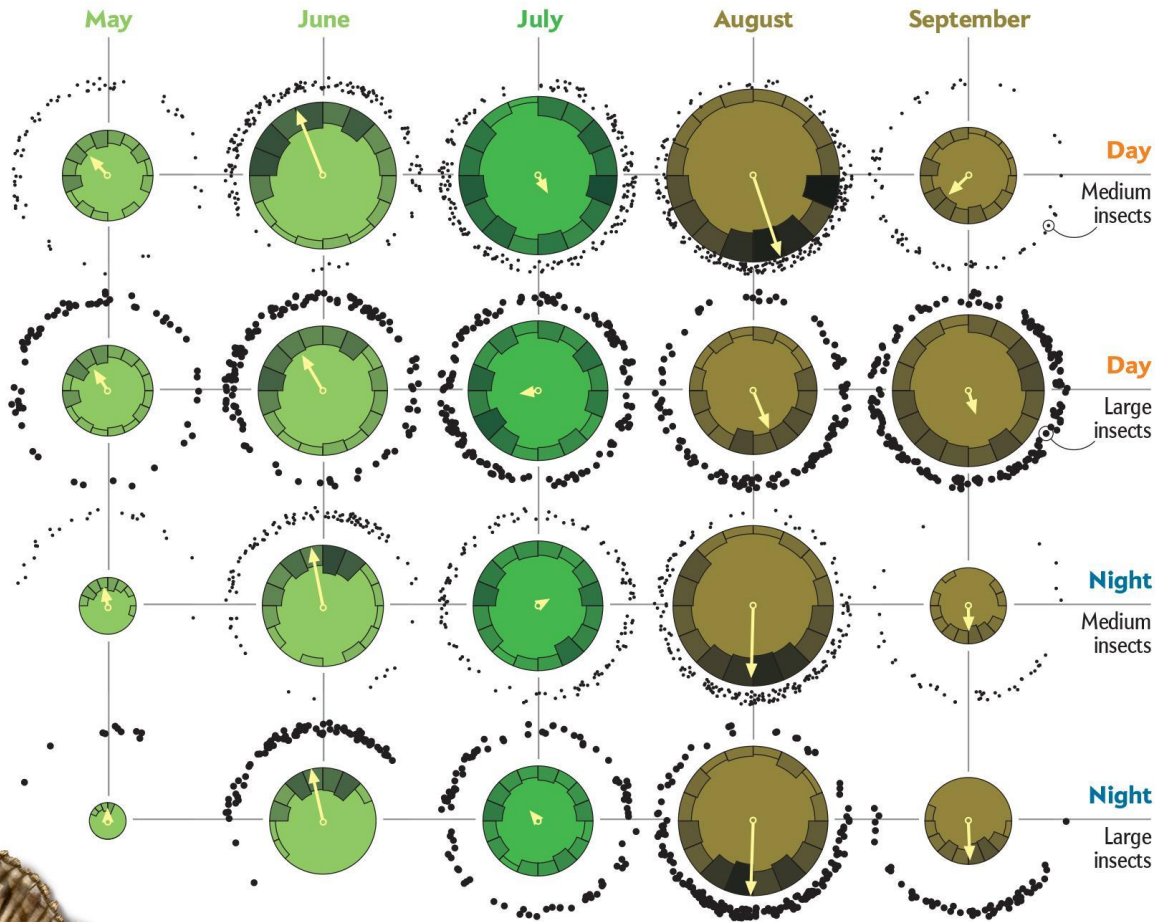 May June July August September
Day
Medium
insects
Day
Large
insects
Night
Medium
insects
Night
Large
insects